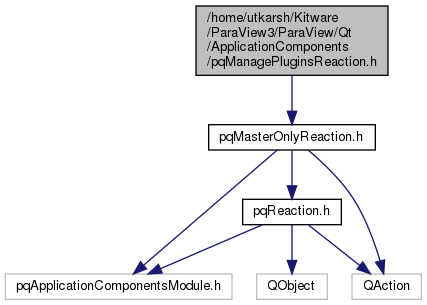 /home/utkarsh/Kitware
/ParaView3/ParaView/Qt
/ApplicationComponents
/pqManagePluginsReaction.h
pqMasterOnlyReaction.h
pqReaction.h
pqApplicationComponentsModule.h
QObject
QAction